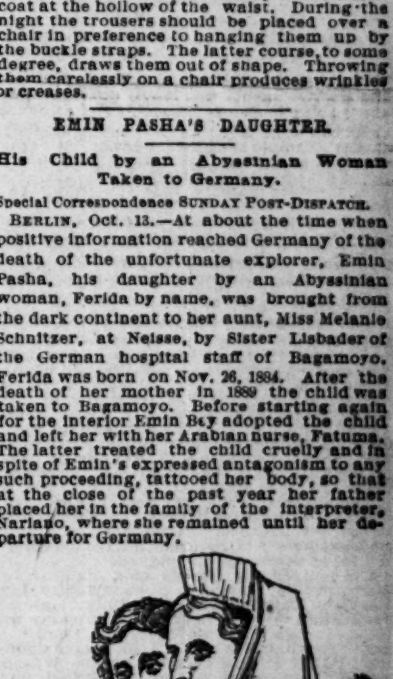 coat at the hollow of the waist. During the
night the trousers should be placed over a
chair in preference to hanging them up by
the buckle straps. The latter course, to some
degree, draws them out of shape. Throwing
them carelessly on a chair produces wrinkles
or creases.
EMIN PASHA'S DAUGHTER.
His Child by an Abyssinian Woman
Taken to Germany.
Special Correspondence SUNDAY POST-DISPATCH.
BERLIN, Oct. 13.—At about the time when
positive information reached Germany of the
death of the unfortunate explorer, Emin
Pasha, his daughter by an Abyssinian
woman, Ferida by name, was brought from
the dark continent to her aunt, Miss Melanie
Schnitzer, at Neisse, by Sister Lisbader of
the German hospital staff of Bagamoyo.
Ferida was born on Nov. 26, 1884. After the
death of her mother in 1889 the child was
taken to Bagamoyo. Before starting again
for the interior Emin Bey adopted the child
and left her with her Arabian nurse, Fatuma.
The latter treated the child cruelly and in
spite of Emin's expressed antagonism to any
such proceeding, tattooed her body, so that
at the close of the past year her father
placed her in the family of the interpreter,
Nariano, where she remained until her de-
parture for Germany.